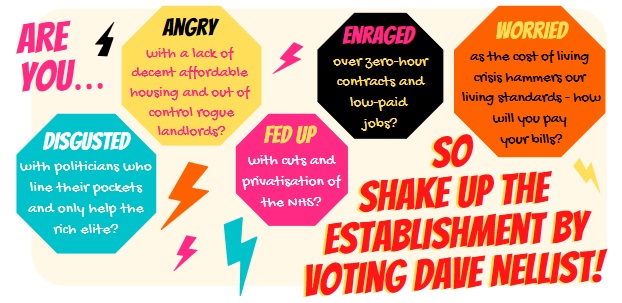 ARE
YOU...
ANGRY
with a lack of
decent affordable
housing and out of
control rogue
landlords?
ENRAGED
over zero-hour
contracts and
low-paid
jobs?
WORRIED
as the cost of living
crisis hammers our
living standards - how
will you pay
your bills?
DISGUSTED
with politicians who
line their pockets
and only help the
rich elite?
FED UP
with cuts and
privatisation of
the NHS?
SO
SHAKE UP THE
ESTABLISHMENT BY
VOTING DAVE NELLIST!